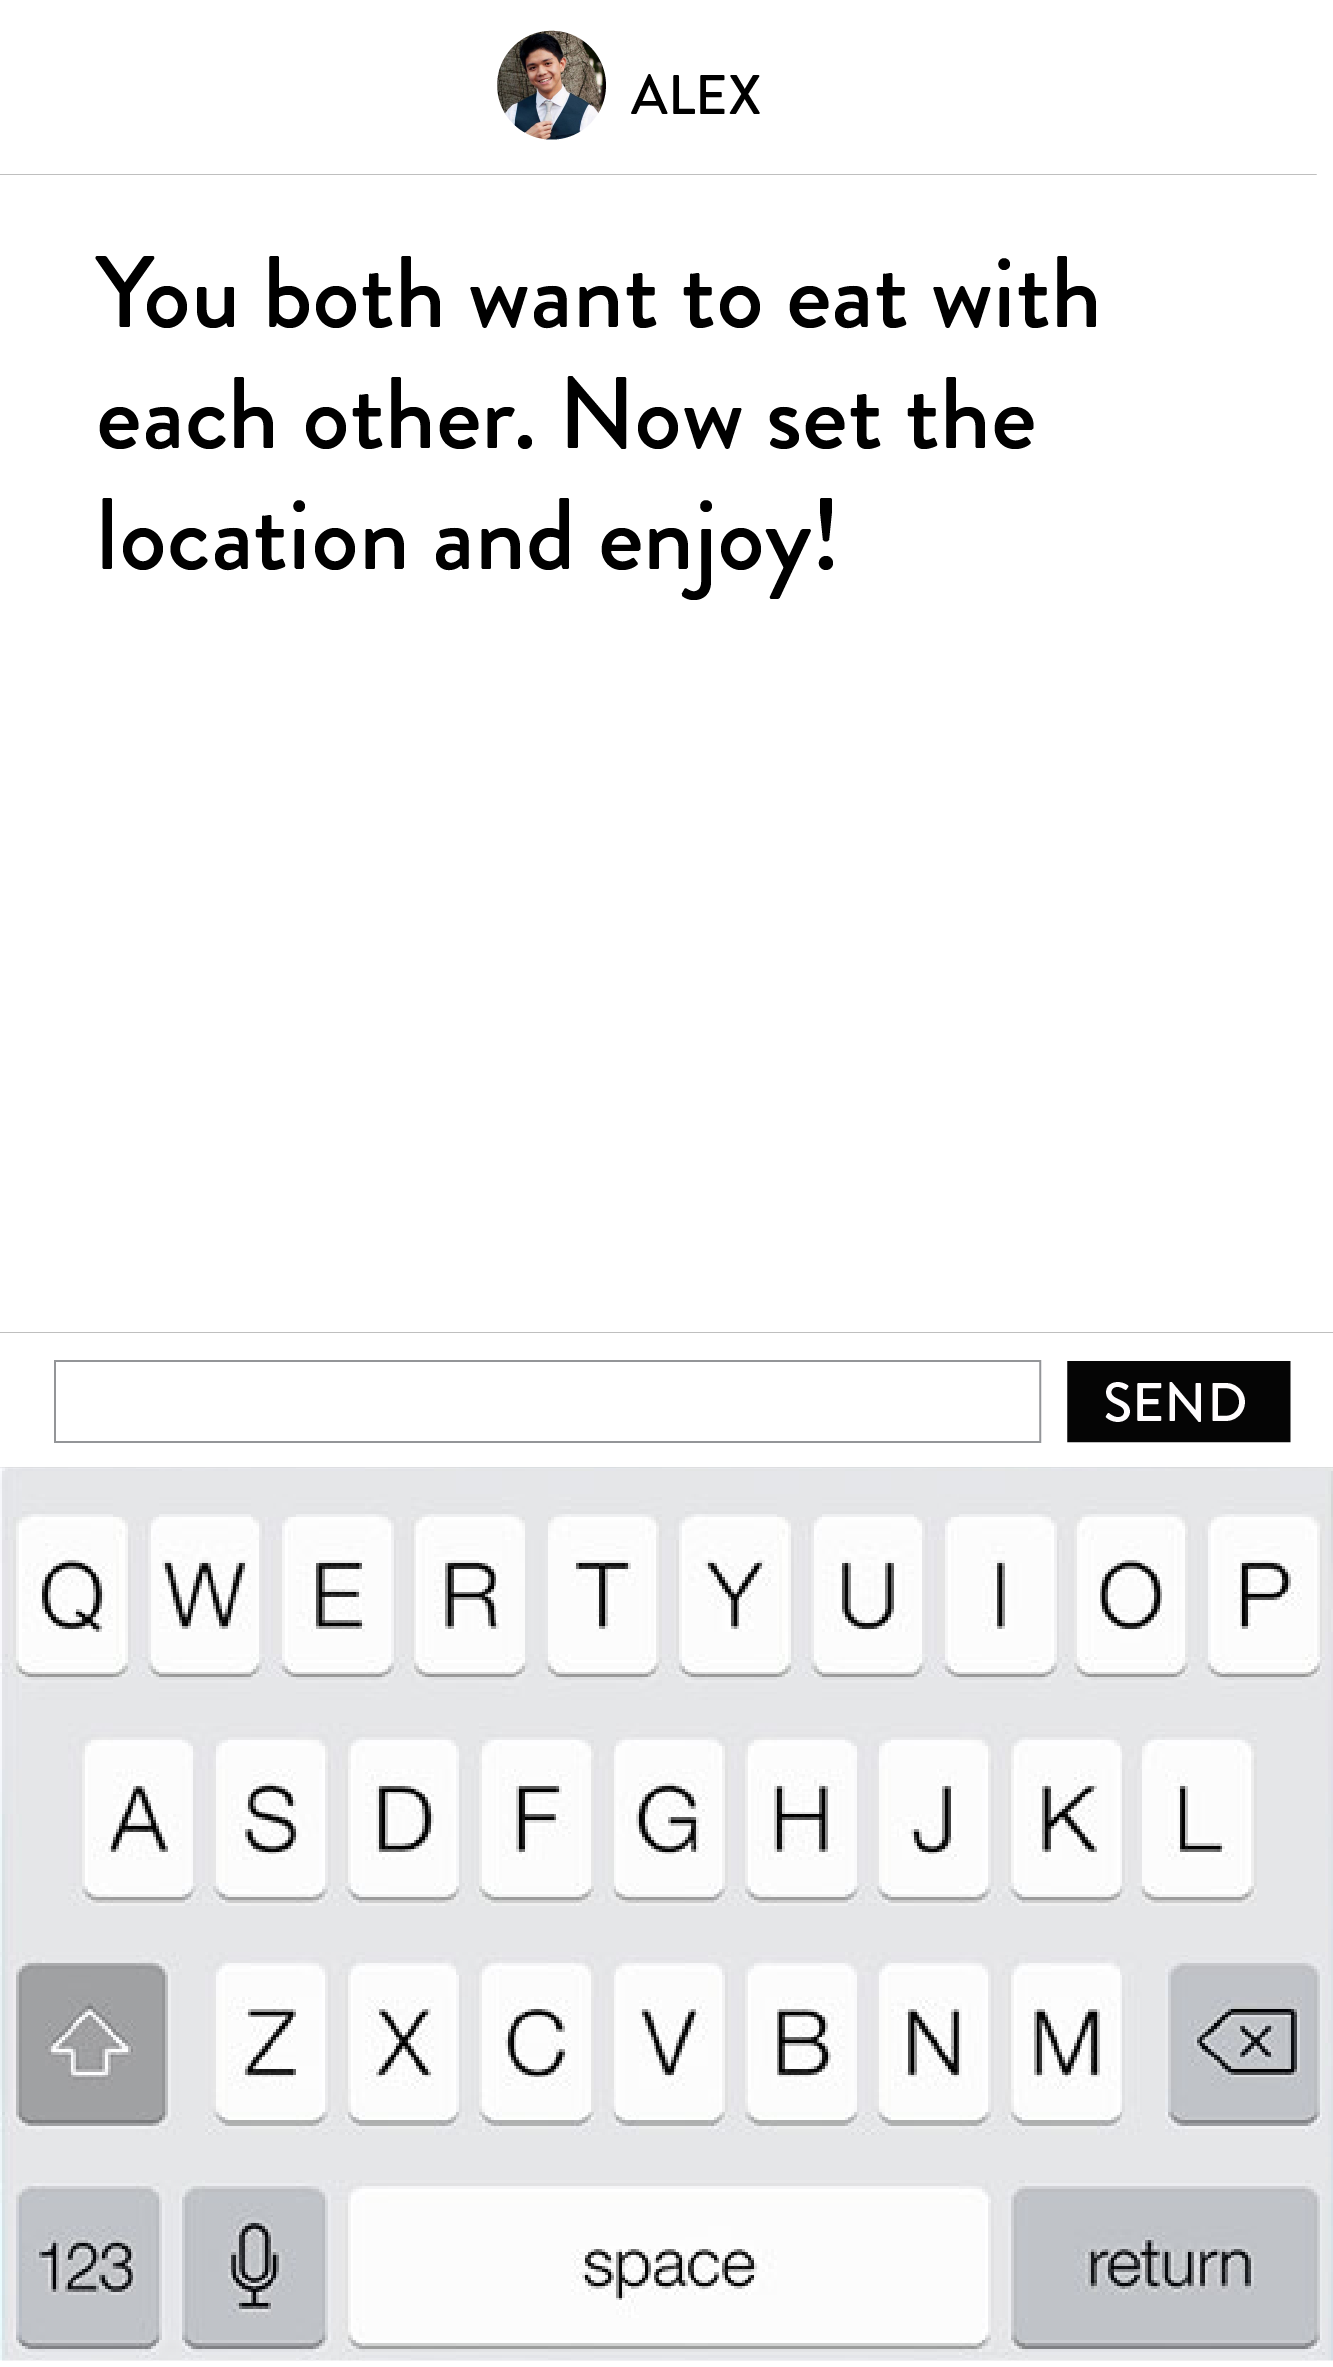 ALEX
You both want to eat with
each other. Now set the
location and enjoy!
SEND
Q W E R T Y U I O P
A S D F G H J K L
Z X C V B N M
123 space return